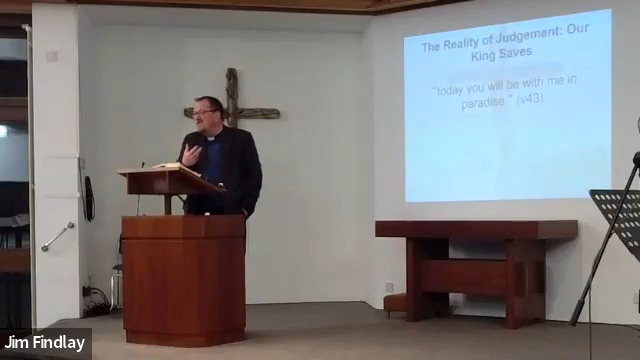 The Reality of Judgement: Our
King Saves
"today you will be with me in
paradise." (v43)
Jim Findlay